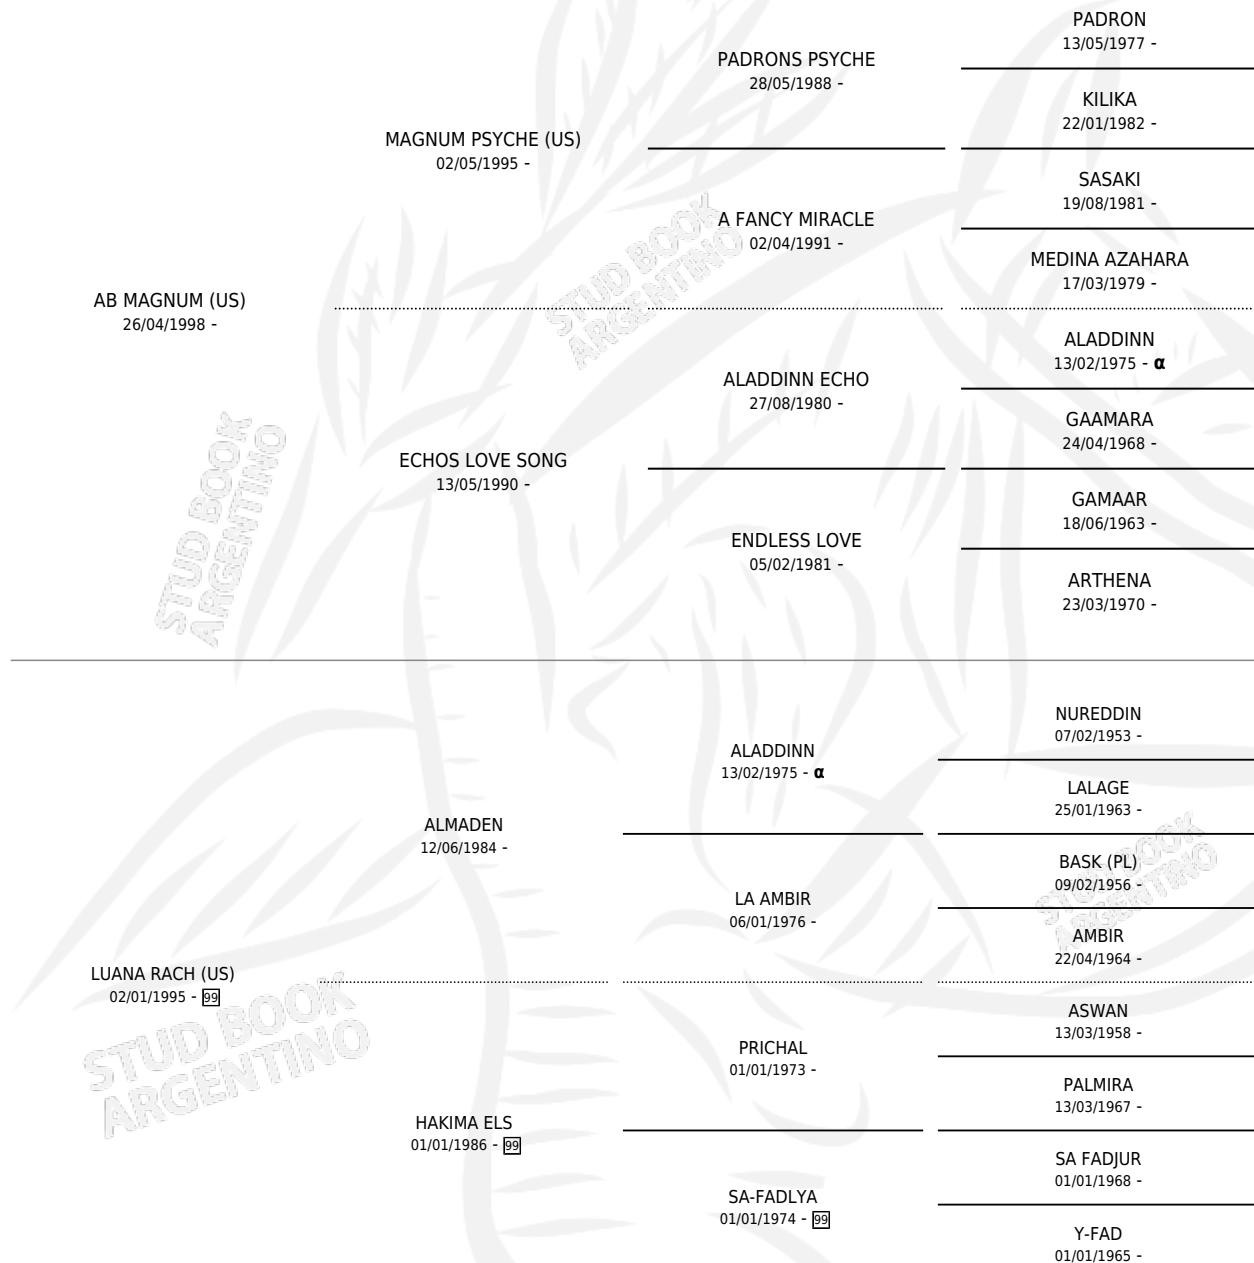 PADRON
13/05/1977 -
PADRONS PSYCHE
28/05/1988 -
KILIKA
22/01/1982 -
MAGNUM PSYCHE (US)
02/05/1995 -
SASAKI
19/08/1981 -
A FANCY MIRACLE
02/04/1991 -
MEDINA AZAHARA
17/03/1979 -
AB MAGNUM (US)
26/04/1998 -
ALADDINN
13/02/1975 - α
ALADDINN ECHO
27/08/1980 -
GAAMARA
24/04/1968 -
ECHOS LOVE SONG
13/05/1990 -
GAMAAR
18/06/1963 -
ENDLESS LOVE
05/02/1981 -
ARTHENA
23/03/1970 -
NUREDDIN
07/02/1953 -
ALADDINN
13/02/1975 - α
LALAGE
25/01/1963 -
ALMADEN
12/06/1984 -
BASK (PL)
09/02/1956 -
LA AMBIR
06/01/1976 -
AMBIR
22/04/1964 -
LUANA RACH (US)
02/01/1995 - 99
ASWAN
13/03/1958 -
PRICHAL
01/01/1973 -
PALMIRA
13/03/1967 -
HAKIMA ELS
01/01/1986 - 99
SA FADJUR
01/01/1968 -
SA-FADLYA
01/01/1974 - 99
Y-FAD
01/01/1965 -
STUD BOOK
ARGENTINO
STUD BOOK
ARGENTINO
STUD BOOK
ARGENTINO
STUD BOOK
ARGENTINO